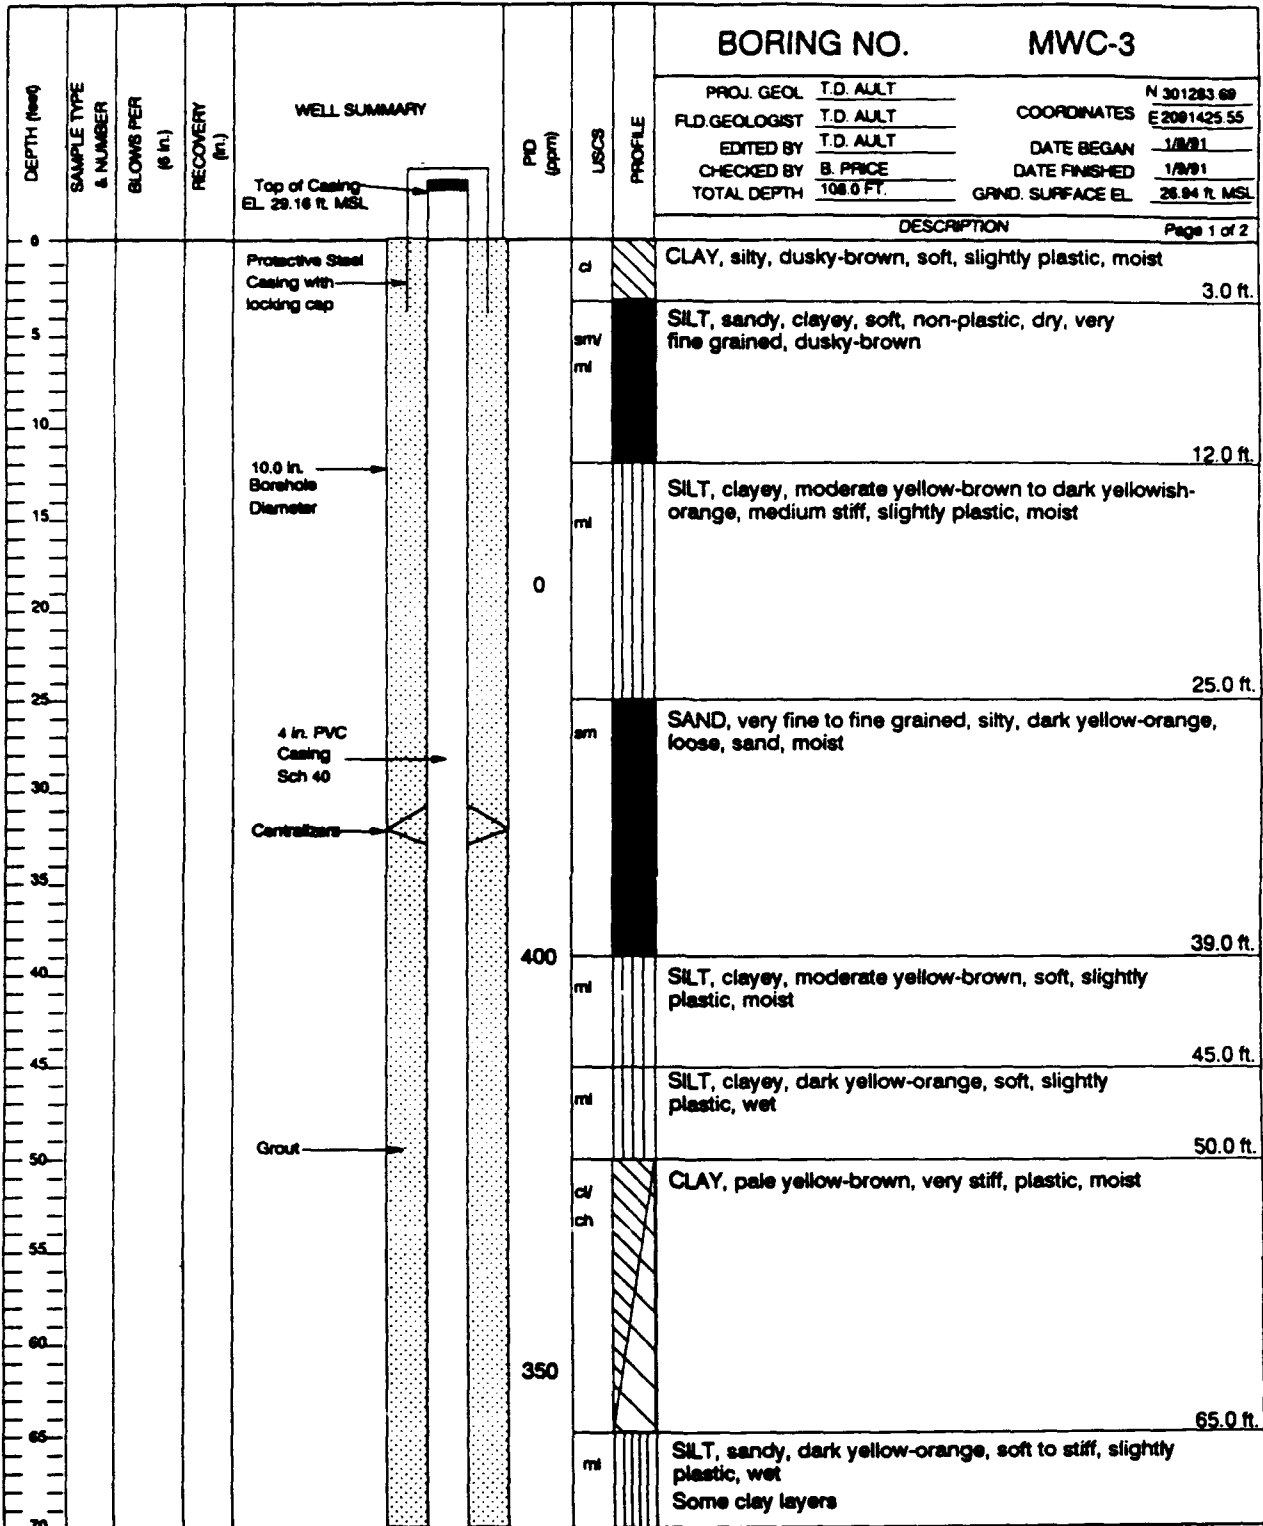 BORING NO. MWC-3
PROJ. GEOL T.D. AULT
FLD.GEOLOGIST T.D. AULT
EDITED BY T.D. AULT
CHECKED BY B. PRICE
TOTAL DEPTH 106.0 FT.
COORDINATES N 301283.69
E 2091425.55
DATE BEGAN 1/8/91
DATE FINISHED 1/9/91
GRND. SURFACE EL 26.94 ft. MSL
DEPTH (feet)
SAMPLE TYPE
& NUMBER
BLOWS PER
(6 in.)
RECOVERY
(in.)
WELL SUMMARY
PID
(ppm)
USCS
PROFILE
DESCRIPTION Page 1 of 2
Top of Casing
EL. 29.16 ft. MSL
0
Protective Steel
Casing with
locking cap
cl
CLAY, silty, dusky-brown, soft, slightly plastic, moist
3.0 ft.
5
sm/
ml
SILT, sandy, clayey, soft, non-plastic, dry, very
fine grained, dusky-brown
10
12.0 ft.
10.0 in.
Borehole
Diameter
15
ml
SILT, clayey, moderate yellow-brown to dark yellowish-
orange, medium stiff, slightly plastic, moist
0
20
25.0 ft.
25
4 in. PVC
Casing
Sch 40
sm
SAND, very fine to fine grained, silty, dark yellow-orange,
loose, sand, moist
30
Centralizers
35
39.0 ft.
400
40
ml
SILT, clayey, moderate yellow-brown, soft, slightly
plastic, moist
45.0 ft.
45
ml
SILT, clayey, dark yellow-orange, soft, slightly
plastic, wet
50.0 ft.
Grout
50
cl/
ch
CLAY, pale yellow-brown, very stiff, plastic, moist
55
60
350
65.0 ft.
65
ml
SILT, sandy, dark yellow-orange, soft to stiff, slightly
plastic, wet
Some clay layers
70